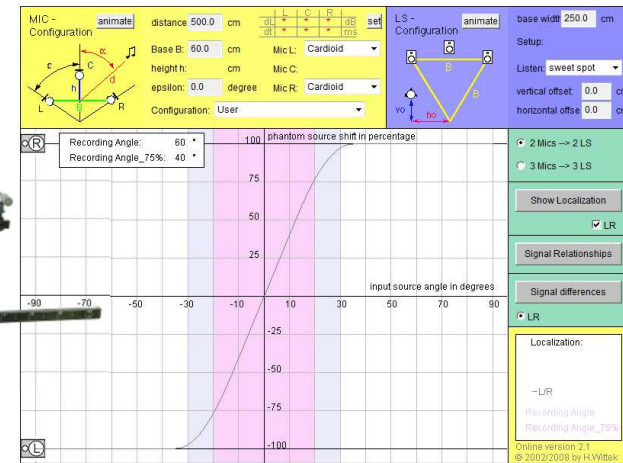 MIC -
Configuration
animate
distance 500.0 cm
L C R
dL * * * dB
dt * * * ms
set
Base B: 60.0 cm
Mic L: Cardioid
height h: cm
Mic C:
epsilon: 0.0 degree
Mic R: Cardioid
Configuration: User
ε α C d h L B R
LS -
Configuration
animate
B
B B
vo
ho
base width 250.0 cm
Setup:
Listen: sweet spot
vertical offset: 0.0 cm
horizontal offse 0.0 cm
R
Recording Angle: 60 °
Recording Angle_75%: 40 °
100 phantom source shift in percentage
75
50
25
input source angle in degrees
-90 -70 -50 -30 -10 10 30 50 70 90
-25
-50
-75
-100
L
2 Mics --> 2 LS
3 Mics --> 3 LS
Show Localization
LR
Signal Relationships
Signal differences
LR
Localization:
– L/R
Recording Angle
Recording Angle_75%
Online version 2.1
© 2002/2008 by H.Wittek